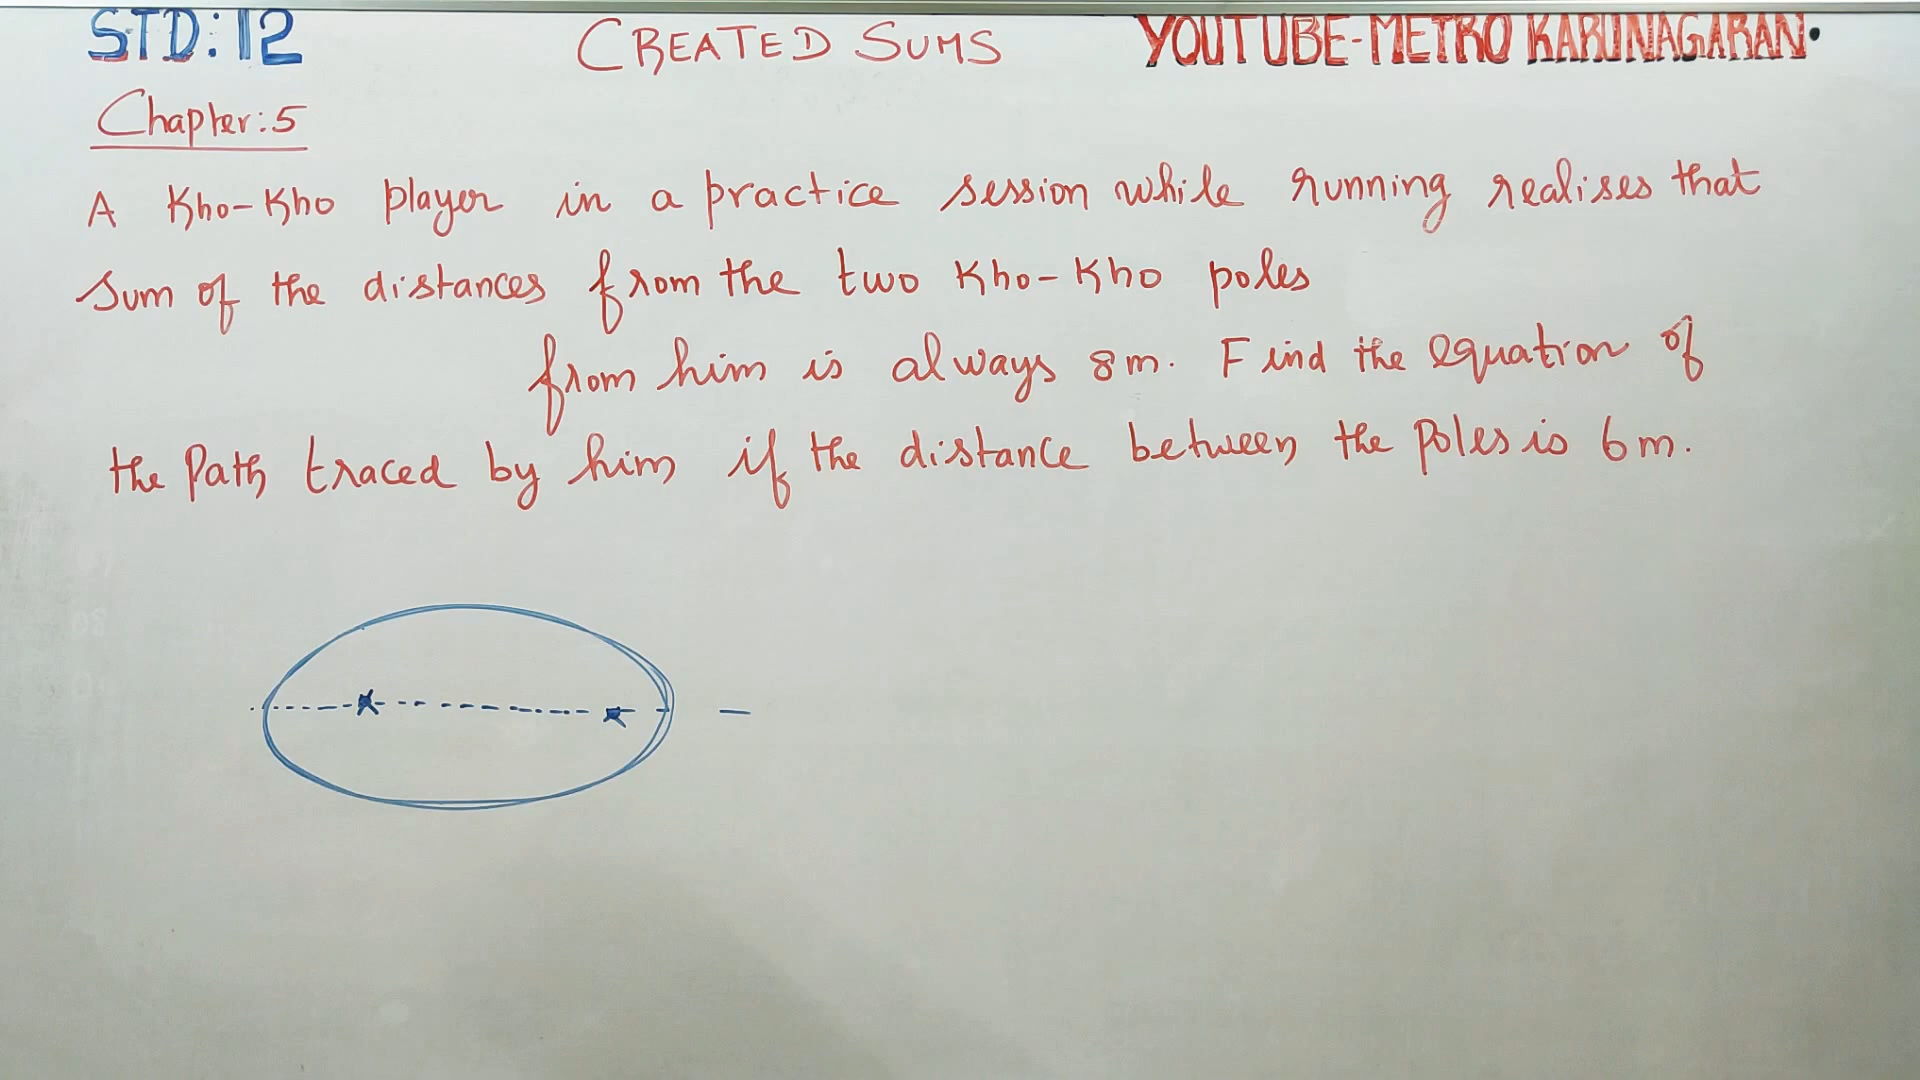 STD:12 CREATED SUMS YOUTUBE-METRO KARUNAGARAN.
Chapter:5
A Kho-Kho player in a practice session while running realises that
Sum of the distances from the two Kho-Kho poles
from him is always 8m. Find the equation of
the Path traced by him if the distance between the poles is 6m.